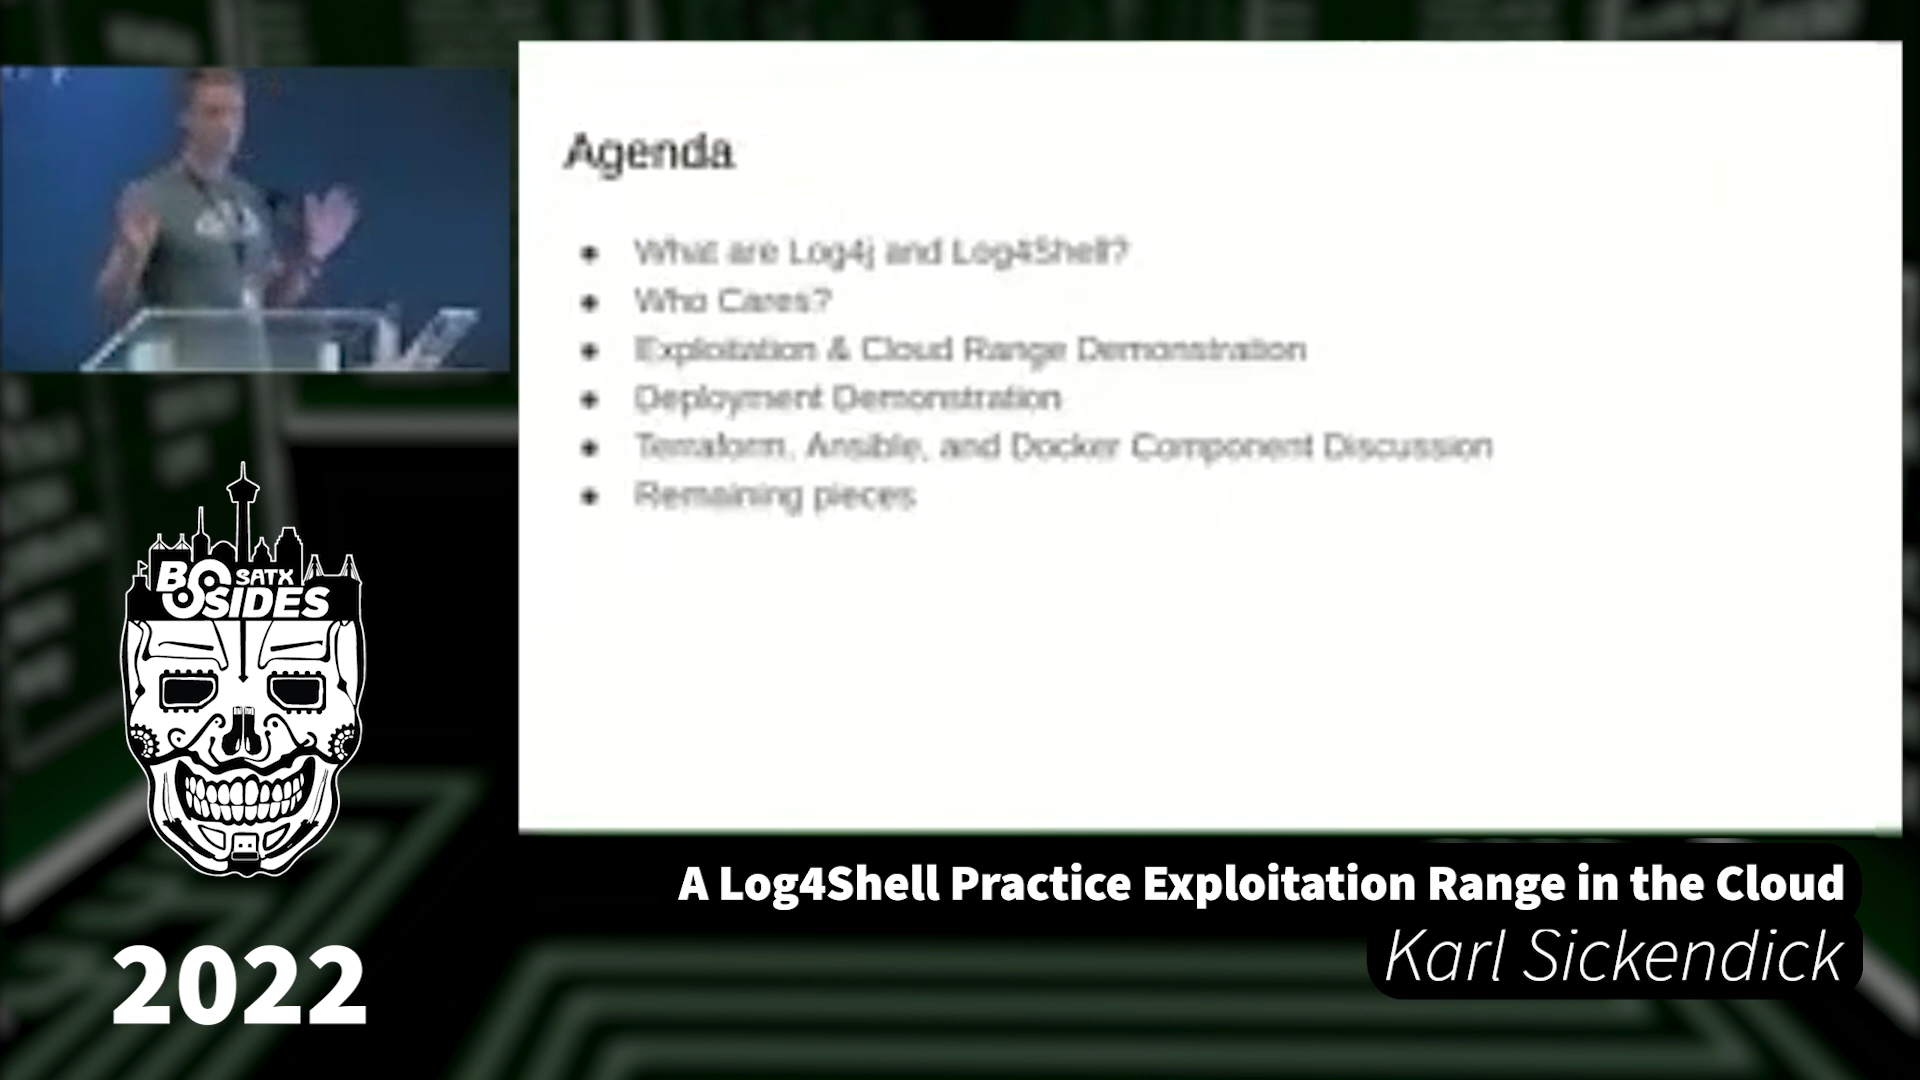 Agenda
● What are Log4j and Log4Shell?
● Who Cares?
● Exploitation & Cloud Range Demonstration
● Deployment Demonstration
● Terraform, Ansible, and Docker Component Discussion
● Remaining pieces
BSIDES SATX
2022
A Log4Shell Practice Exploitation Range in the Cloud
Karl Sickendick